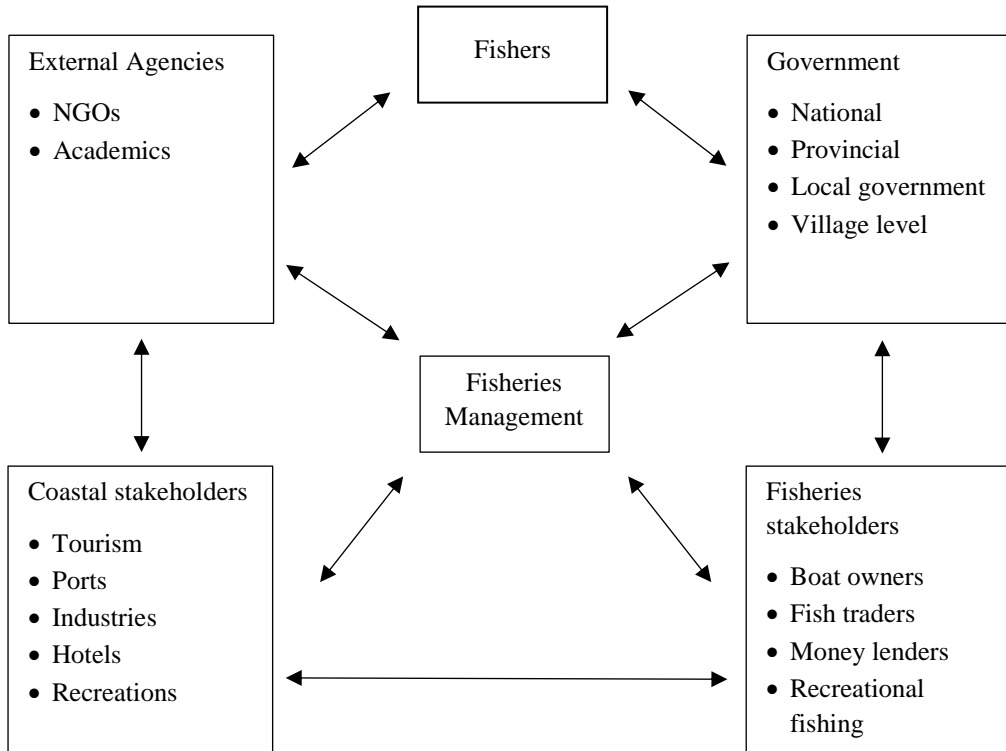 External Agencies
• NGOs
• Academics
Fishers
Government
• National
• Provincial
• Local government
• Village level
Fisheries
Management
Coastal stakeholders
• Tourism
• Ports
• Industries
• Hotels
• Recreations
Fisheries
stakeholders
• Boat owners
• Fish traders
• Money lenders
• Recreational
fishing